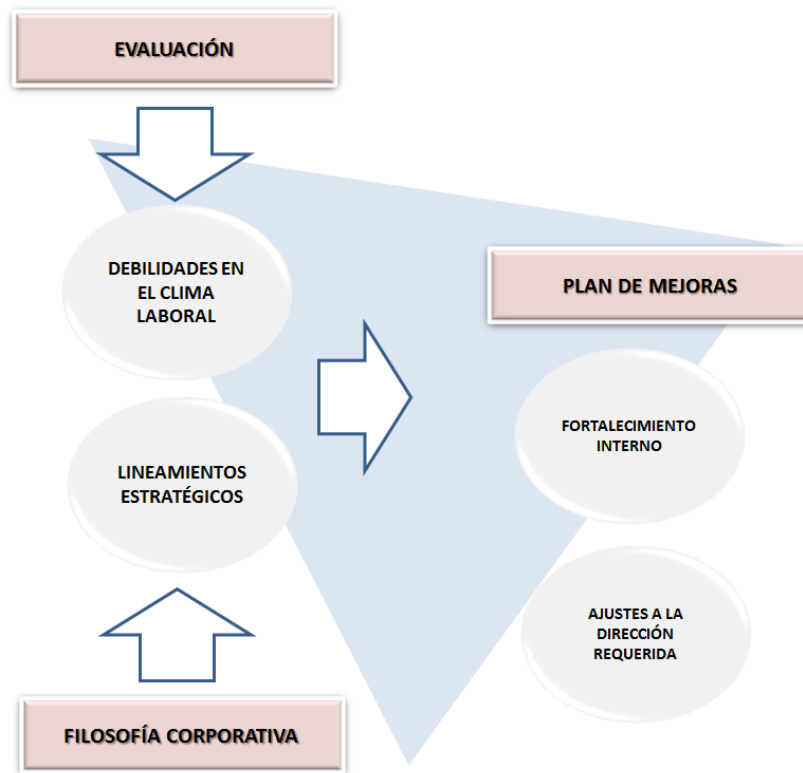 EVALUACIÓN
DEBILIDADES EN
EL CLIMA
LABORAL
LINEAMIENTOS
ESTRATÉGICOS
FILOSOFÍA CORPORATIVA
PLAN DE MEJORAS
FORTALECIMIENTO
INTERNO
AJUSTES A LA
DIRECCIÓN
REQUERIDA